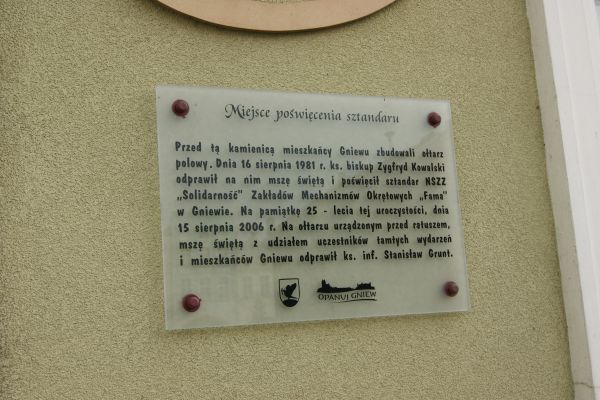 Miejsce poświęcenia sztandaru
Przed tą kamienicą mieszkańcy Gniewu zbudowali ołtarz
polowy. Dnia 16 sierpnia 1981 r. ks. biskup Zygfryd Kowalski
odprawił na nim mszę świętą i poświęcił sztandar NSZZ
„Solidarność” Zakładów Mechanizmów Okrętowych „Fama”
w Gniewie. Na pamiątkę 25 - lecia tej uroczystości, dnia
15 sierpnia 2006 r. Na ołtarzu urządzonym przed ratuszem,
mszę świętą z udziałem uczestników tamtych wydarzeń
i mieszkańców Gniewu odprawił ks. inf. Stanisław Grunt.
OPANUJ GNIEW